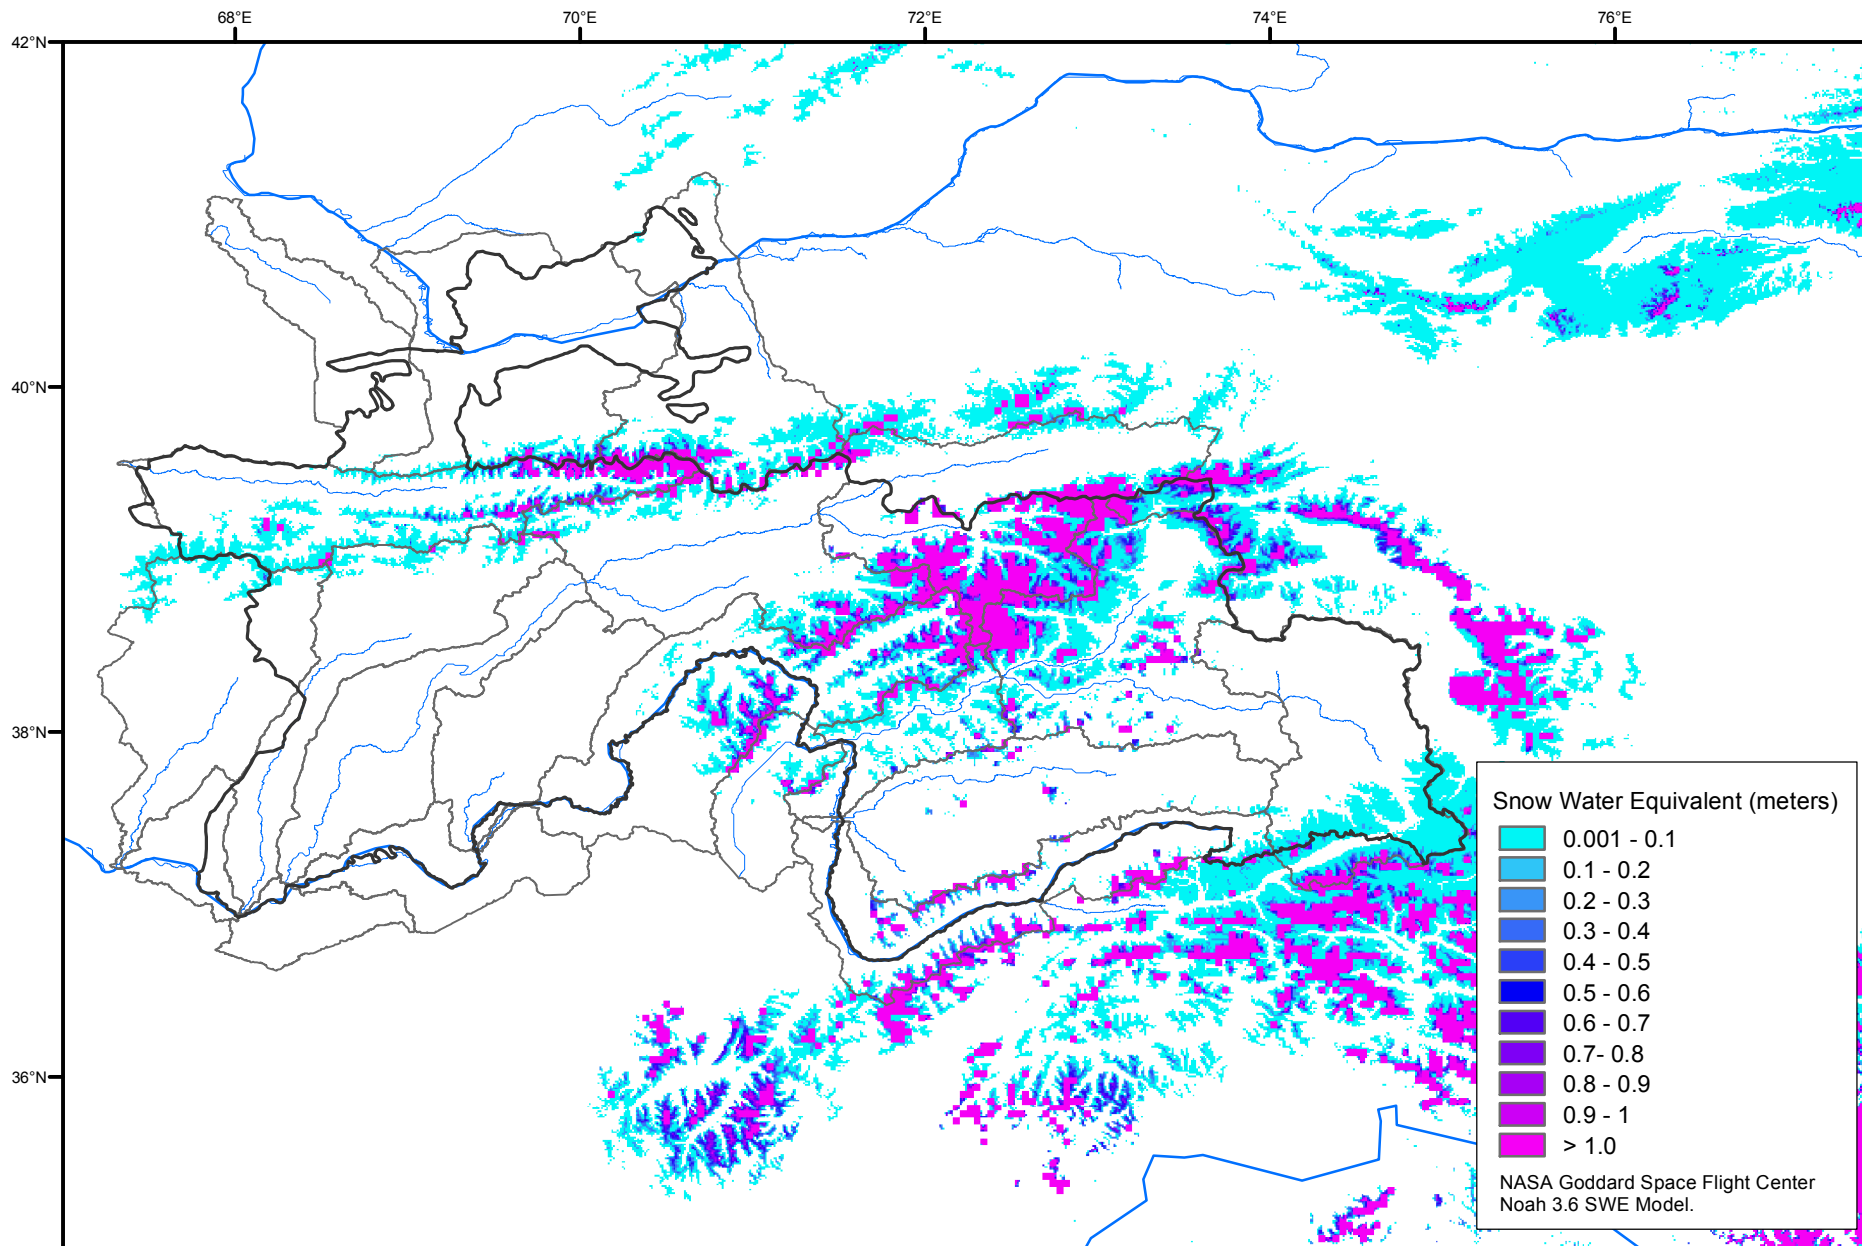 68°E 70°E 72°E 74°E 76°E
42°N
40°N
38°N
36°N
Snow Water Equivalent (meters)
0.001 - 0.1
0.1 - 0.2
0.2 - 0.3
0.3 - 0.4
0.4 - 0.5
0.5 - 0.6
0.6 - 0.7
0.7- 0.8
0.8 - 0.9
0.9 - 1
> 1.0
NASA Goddard Space Flight Center
Noah 3.6 SWE Model.